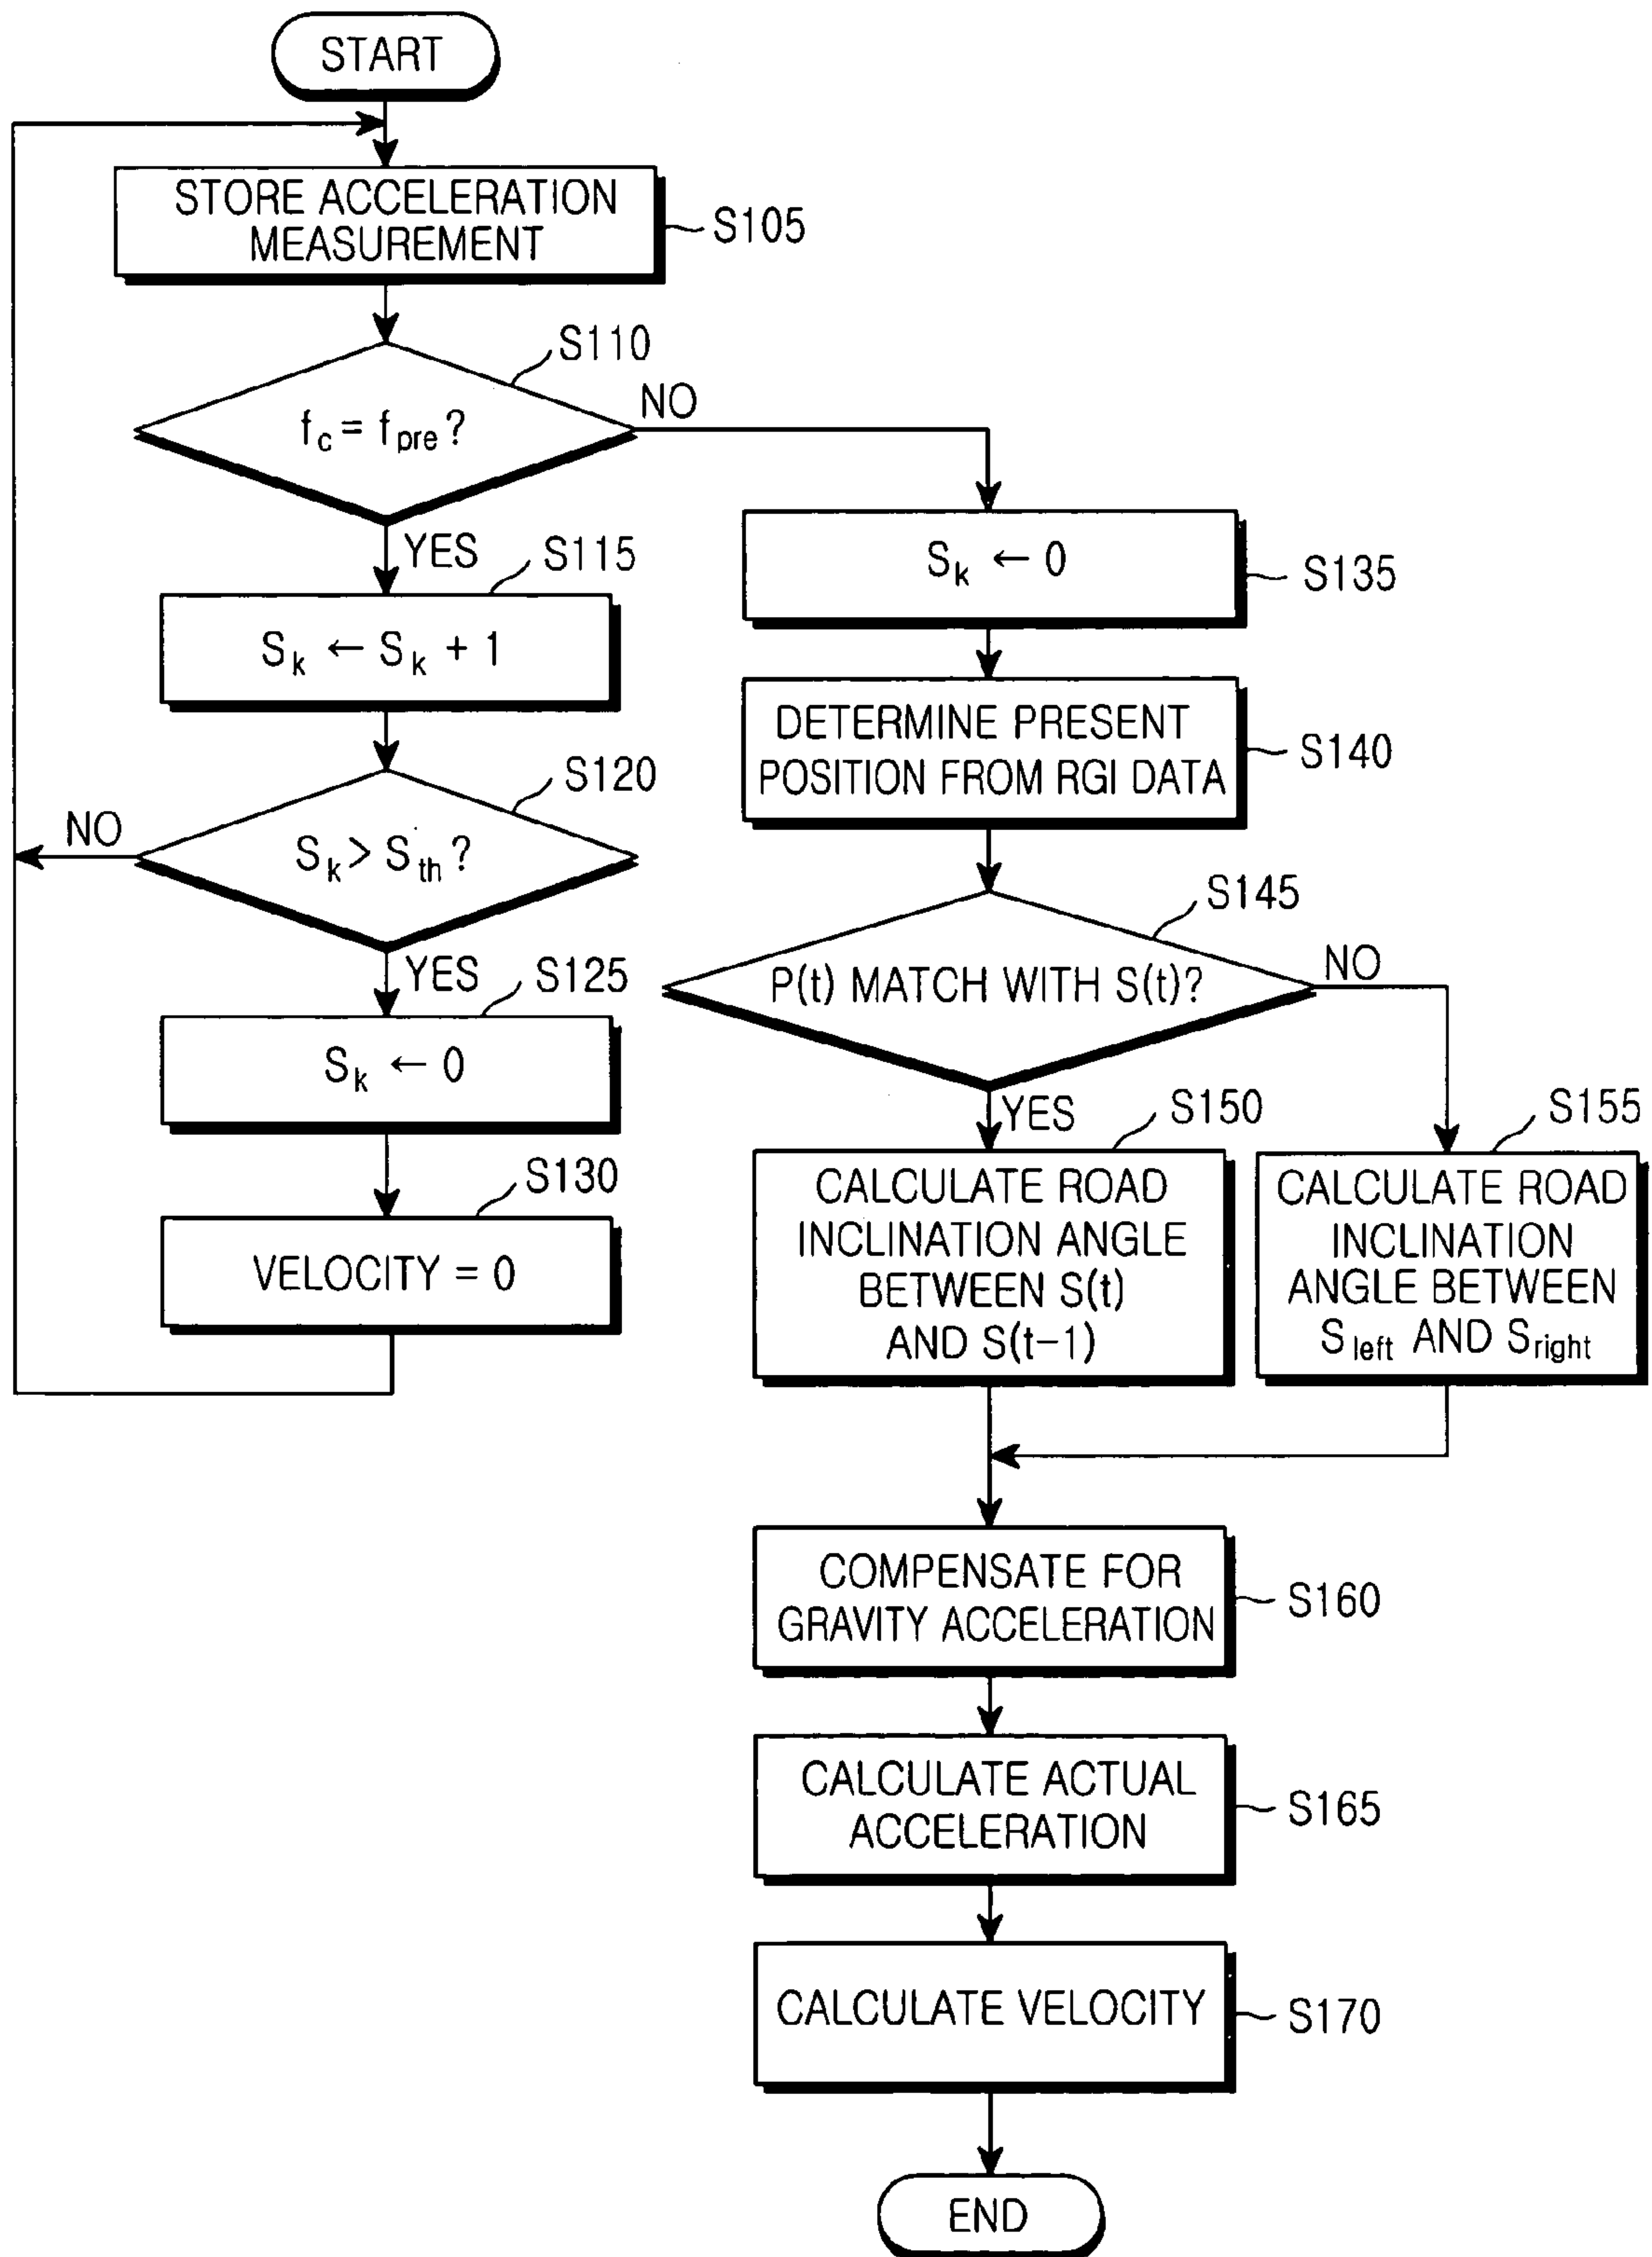 START
STORE ACCELERATION
MEASUREMENT
S105
S110
f_c = f_pre ?
NO
YES
S115
S_k ← S_k + 1
S120
NO
S_k > S_th ?
YES
S125
S_k ← 0
S130
VELOCITY = 0
S_k ← 0
S135
DETERMINE PRESENT
POSITION FROM RGI DATA
S140
S145
P(t) MATCH WITH S(t)?
NO
YES
S150
CALCULATE ROAD
INCLINATION ANGLE
BETWEEN S(t)
AND S(t-1)
S155
CALCULATE ROAD
INCLINATION
ANGLE BETWEEN
S_left AND S_right
COMPENSATE FOR
GRAVITY ACCELERATION
S160
CALCULATE ACTUAL
ACCELERATION
S165
CALCULATE VELOCITY
S170
END